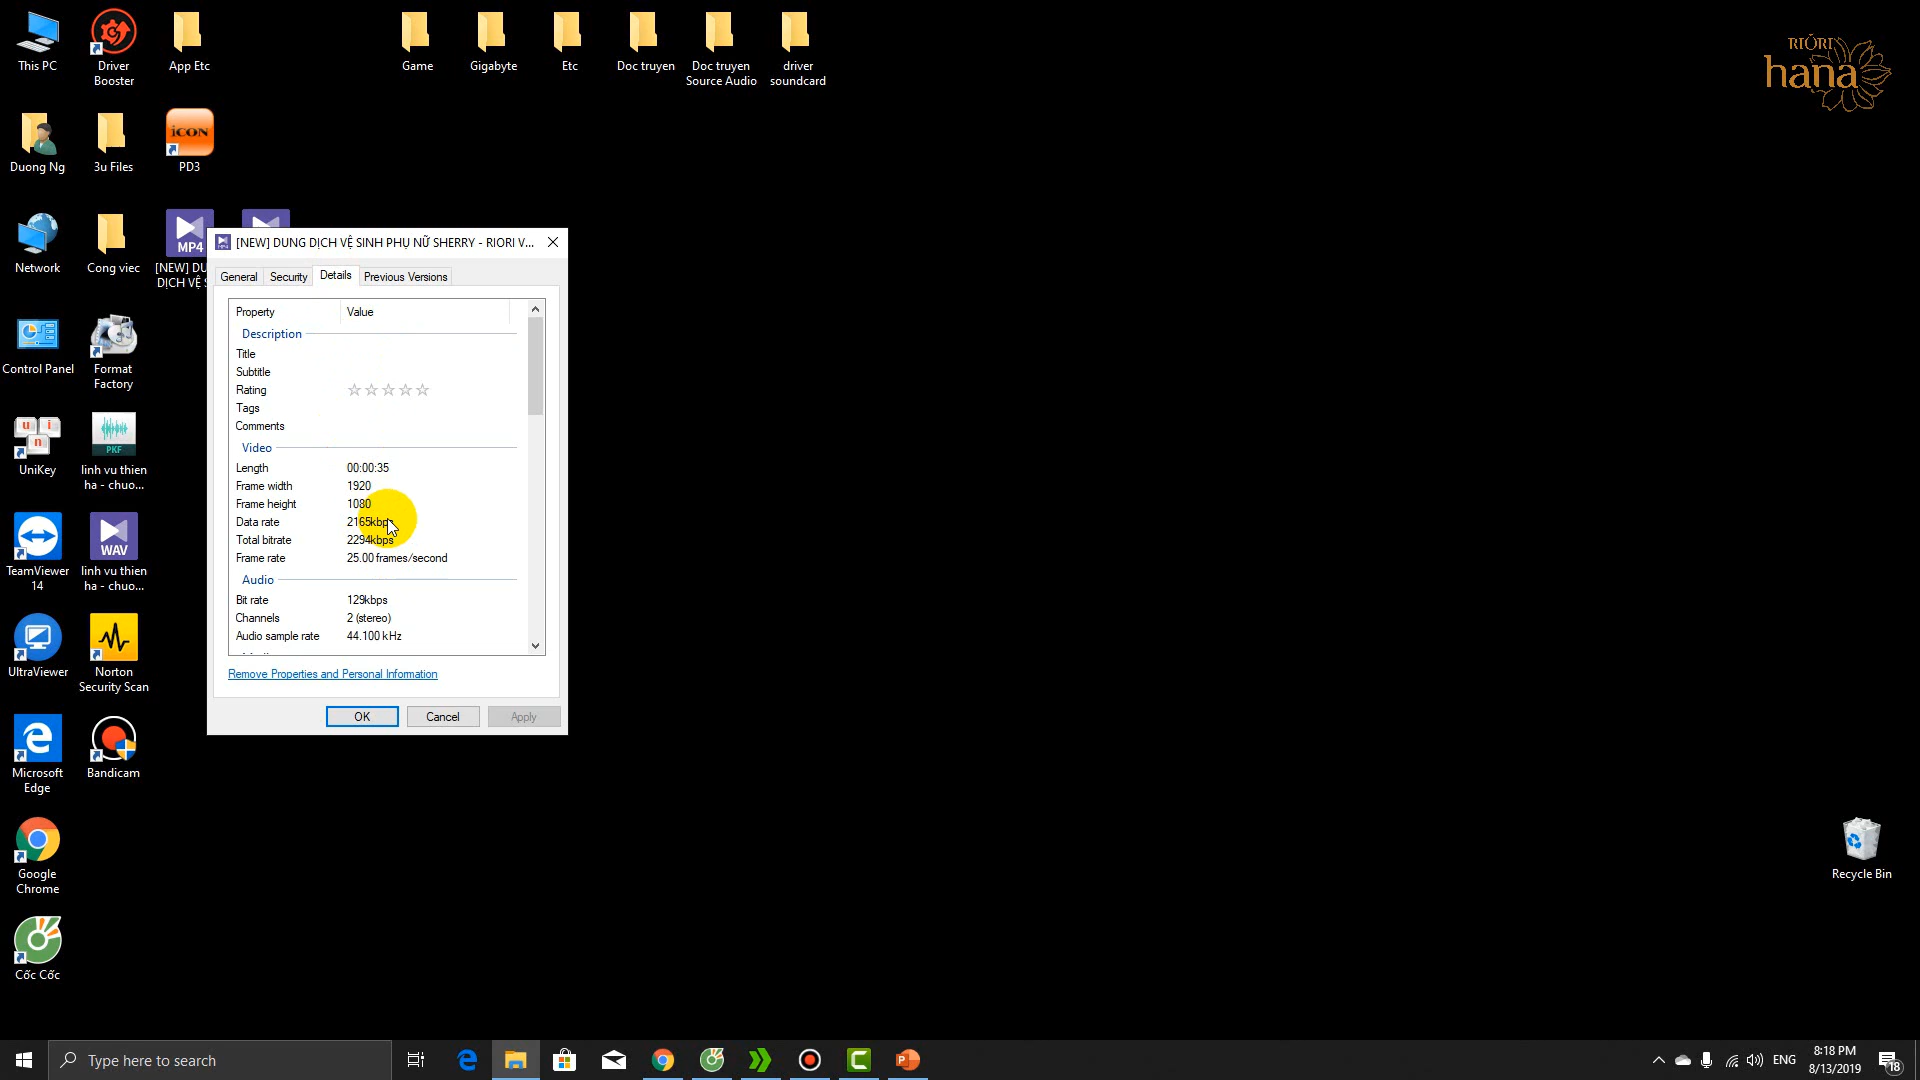 This PC
Driver
Booster
App Etc
Game
Gigabyte
Etc
Doc truyen
Doc truyen
Source Audio
driver
soundcard
RIORI
hana
Duong Ng
3u Files
iCON
PD3
Network
Cong viec
MP4
[NEW] DU
DỊCH VỆ S
[NEW] DUNG DỊCH VỆ SINH PHỤ NỮ SHERRY - RIORI V...
General
Security
Details
Previous Versions
Property
Value
Description
Title
Subtitle
Rating
Tags
Comments
Video
Length 00:00:35
Frame width 1920
Frame height 1080
Data rate 2165kbps
Total bitrate 2294kbps
Frame rate 25.00 frames/second
Audio
Bit rate 129kbps
Channels 2 (stereo)
Audio sample rate 44.100 kHz
Remove Properties and Personal Information
OK
Cancel
Apply
Control Panel
Format
Factory
u i
n
UniKey
PKF
linh vu thien
ha - chuo...
TeamViewer
14
WAV
linh vu thien
ha - chuo...
UltraViewer
Norton
Security Scan
Microsoft
Edge
Bandicam
Google
Chrome
Recycle Bin
Cốc Cốc
Type here to search
ENG
8:18 PM
8/13/2019
18